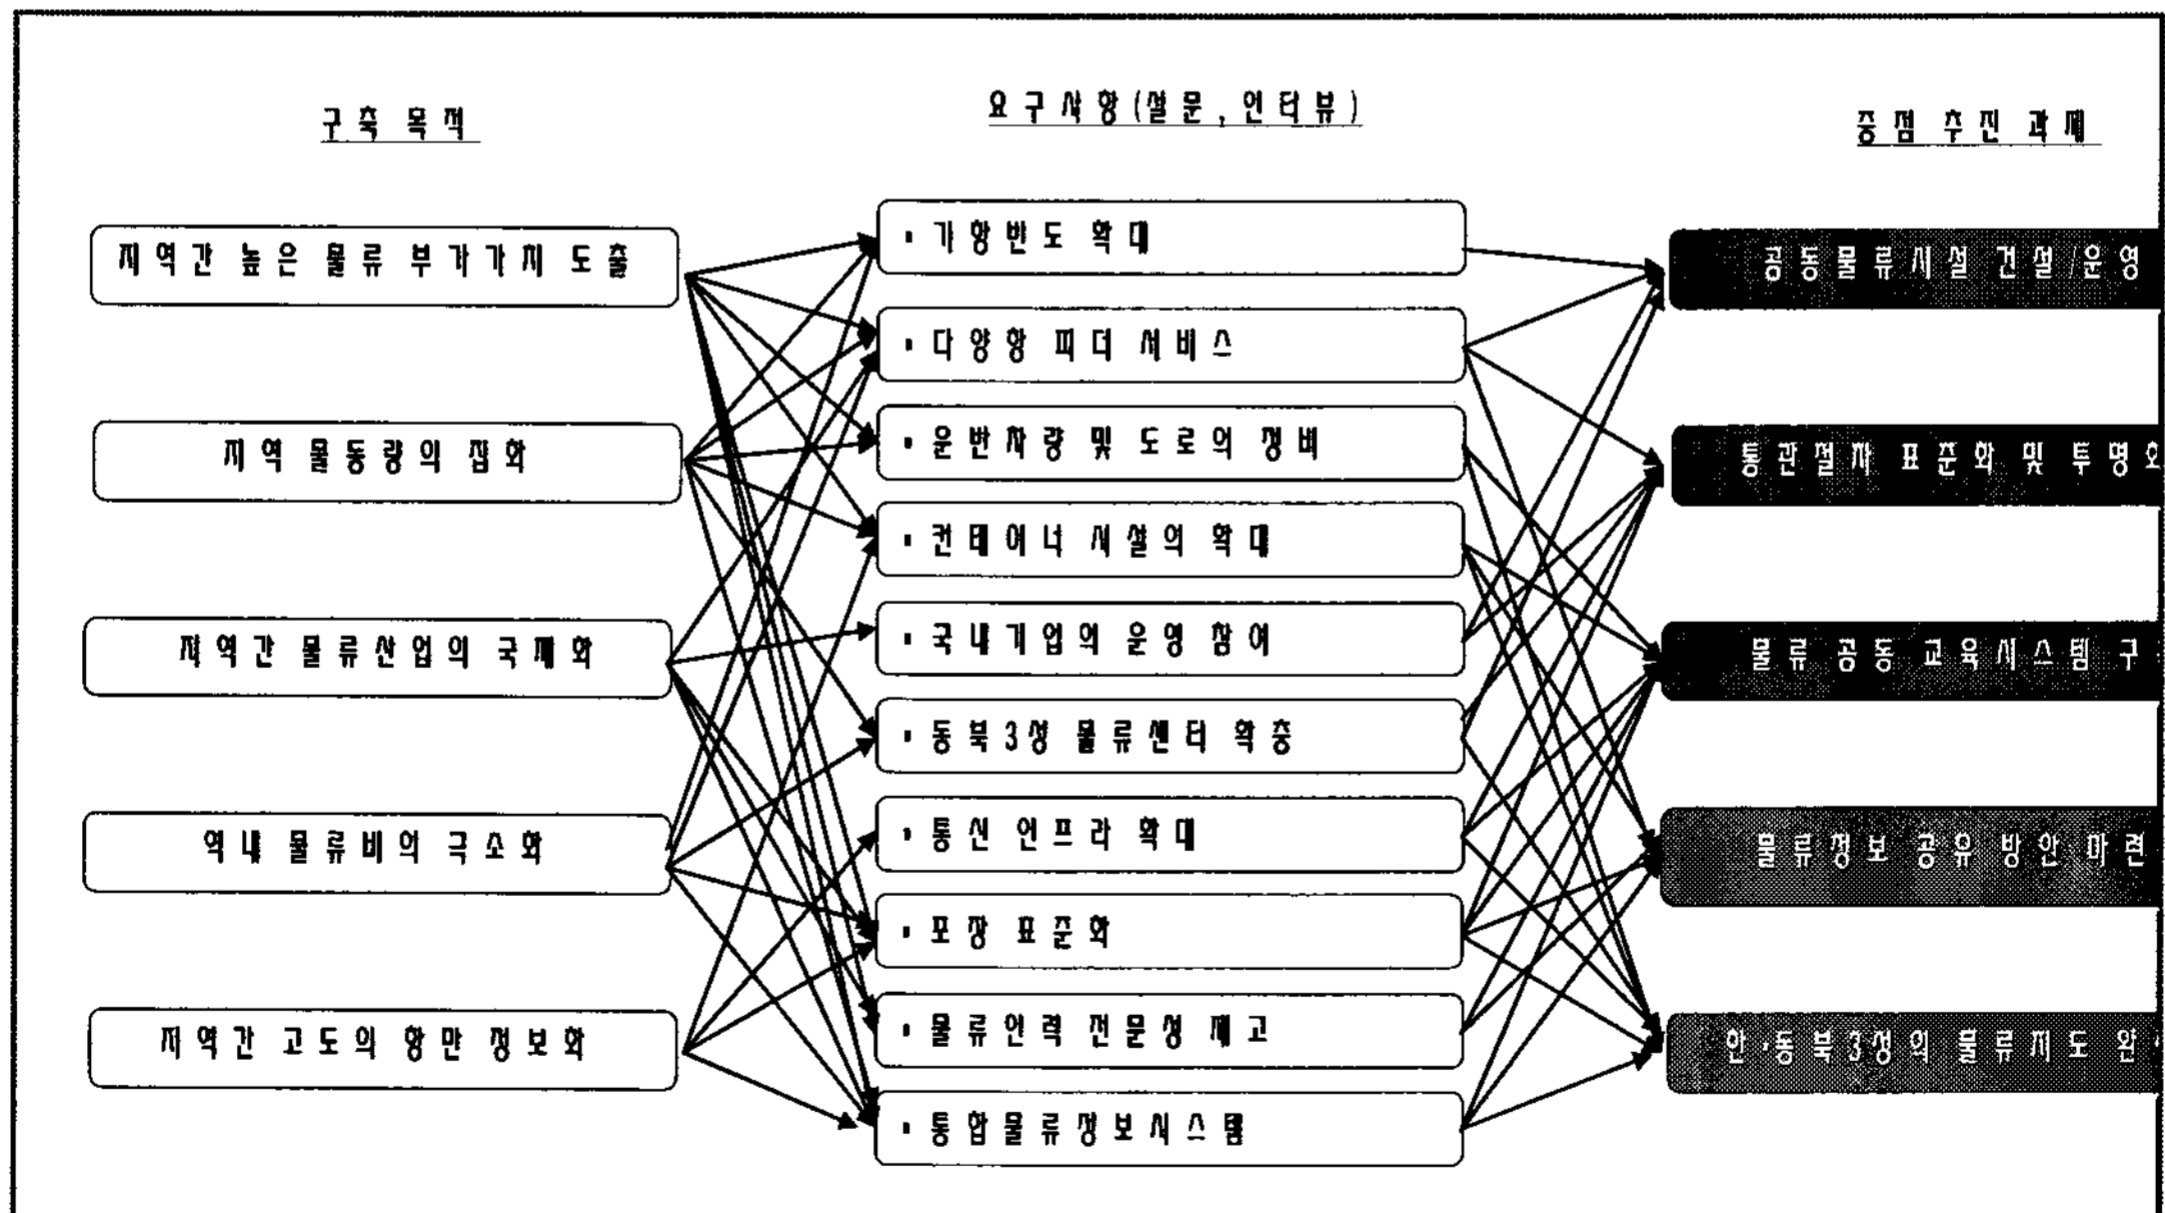 구축 목적
요구사항(설문, 인터뷰)
중점 추진 과제
지역간 높은 물류 부가가치 도출
지역 물동량의 집화
지역간 물류산업의 국제화
역내 물류비의 극소화
지역간 고도의 항만 정보화
▪ 기항빈도 확대
▪ 다양항 피더 서비스
▪ 운반차량 및 도로의 정비
▪ 컨테이너 시설의 확대
▪ 국내기업의 운영 참여
▪ 동북3성 물류센터 확충
▪ 통신 인프라 확대
▪ 포장 표준화
▪ 물류인력 전문성 제고
▪ 통합물류정보시스템
공동물류시설 건설/운영
통관절차 표준화 및 투명화
물류 공동 교육시스템 구
물류정보 공유 방안 마련
안·동북3성의 물류지도 완